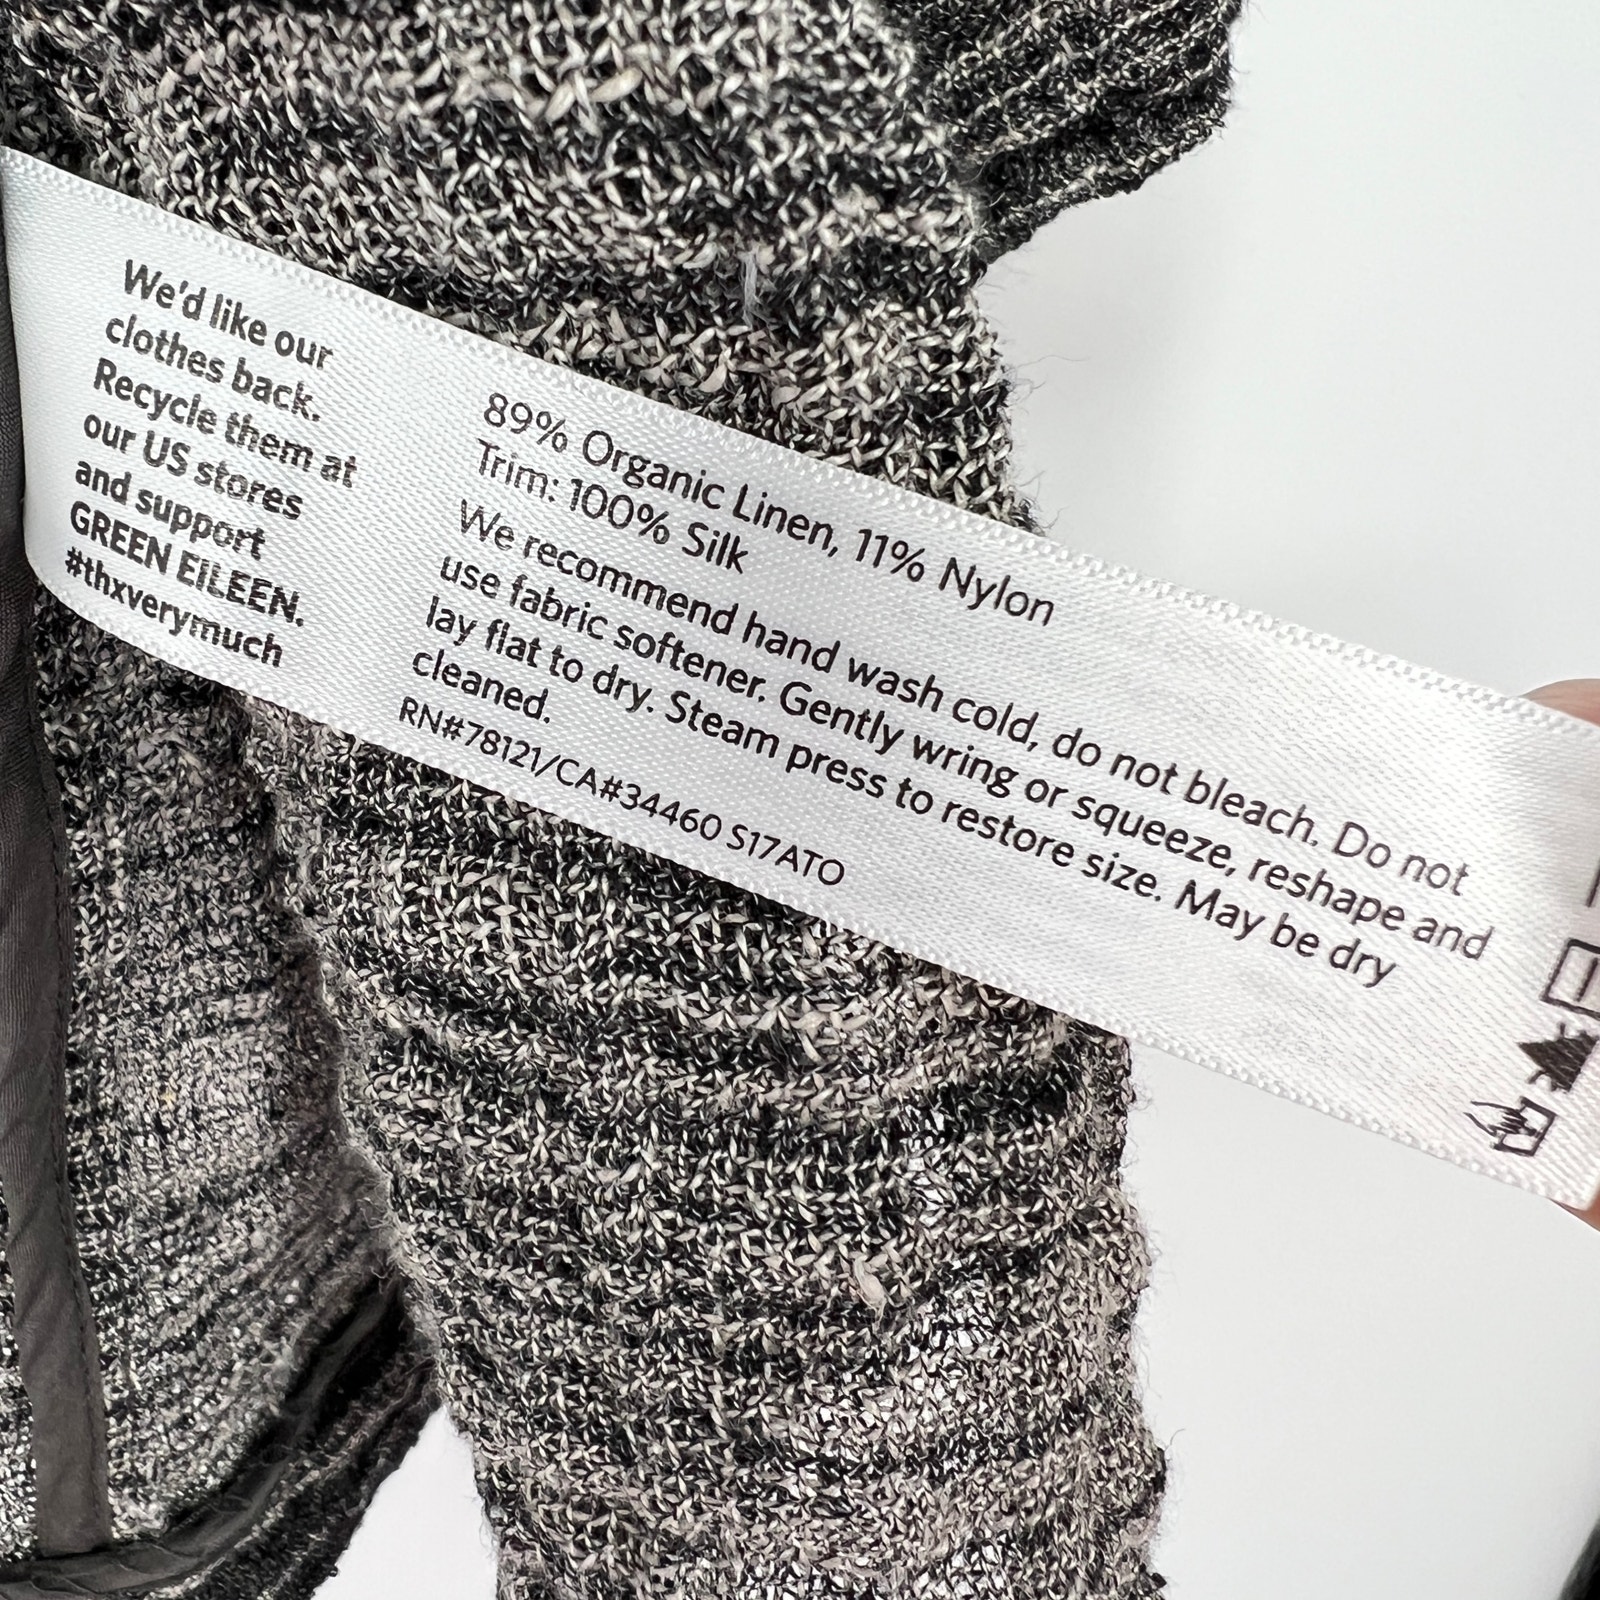 We'd like our
clothes back.
Recycle them at
our US stores
and support
GREEN EILEEN.
#thxverymuch
89% Organic Linen, 11% Nylon
Trim: 100% Silk
We recommend hand wash cold, do not bleach. Do not
use fabric softener. Gently wring or squeeze, reshape and
lay flat to dry. Steam press to restore size. May be dry
cleaned.
RN#78121/CA#34460 S17ATO